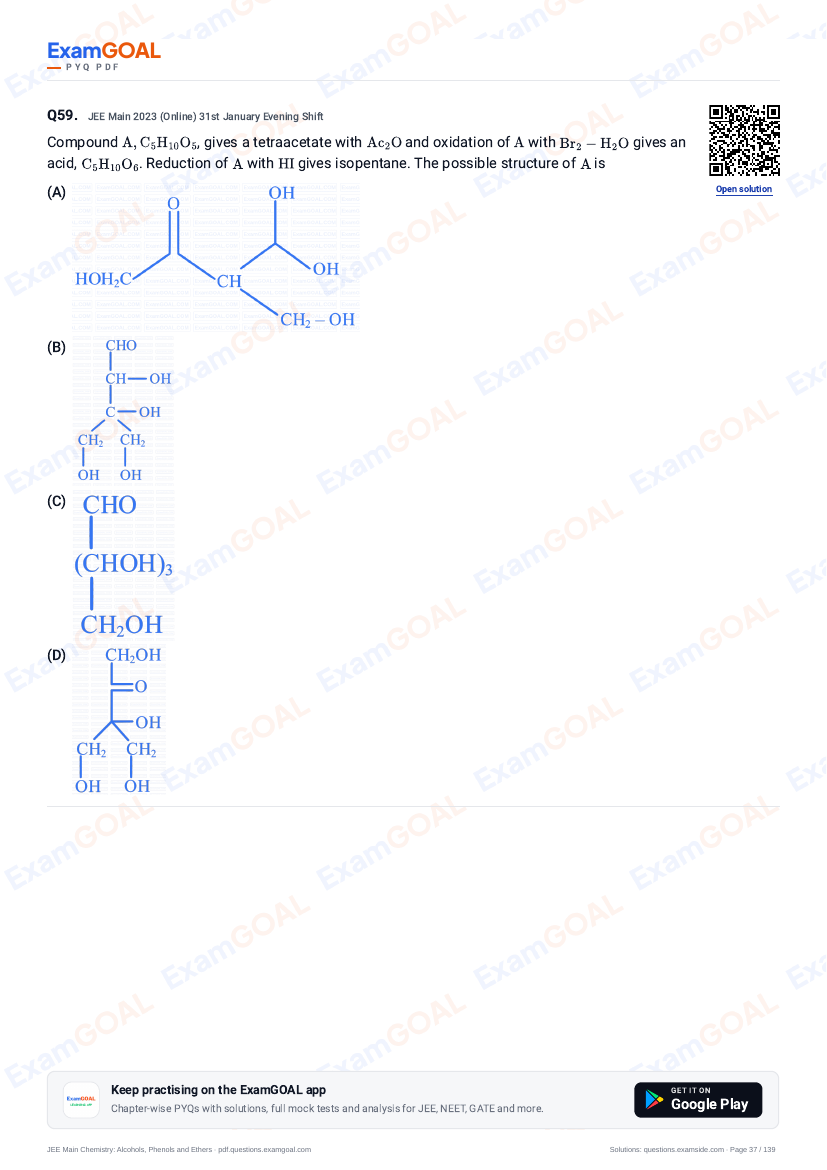 ExamGOAL
PYQ PDF
Q59. JEE Main 2023 (Online) 31st January Evening Shift
Compound A, C₅H₁₀O₅, gives a tetraacetate with Ac₂O and oxidation of A with Br₂ − H₂O gives an
acid, C₅H₁₀O₆. Reduction of A with HI gives isopentane. The possible structure of A is
Open solution
(A)
OH
O
OH
HOH₂C
CH
CH₂ – OH
(B)
CHO
CH OH
C OH
CH₂ CH₂
OH OH
(C)
CHO
(CHOH)₃
CH₂OH
(D)
CH₂OH
O
OH
CH₂ CH₂
OH OH
ExamGOAL
Keep practising on the ExamGOAL app
Chapter-wise PYQs with solutions, full mock tests and analysis for JEE, NEET, GATE and more.
GET IT ON
Google Play
JEE Main Chemistry: Alcohols, Phenols and Ethers · pdf.questions.examgoal.com
Solutions: questions.examside.com · Page 37 / 139